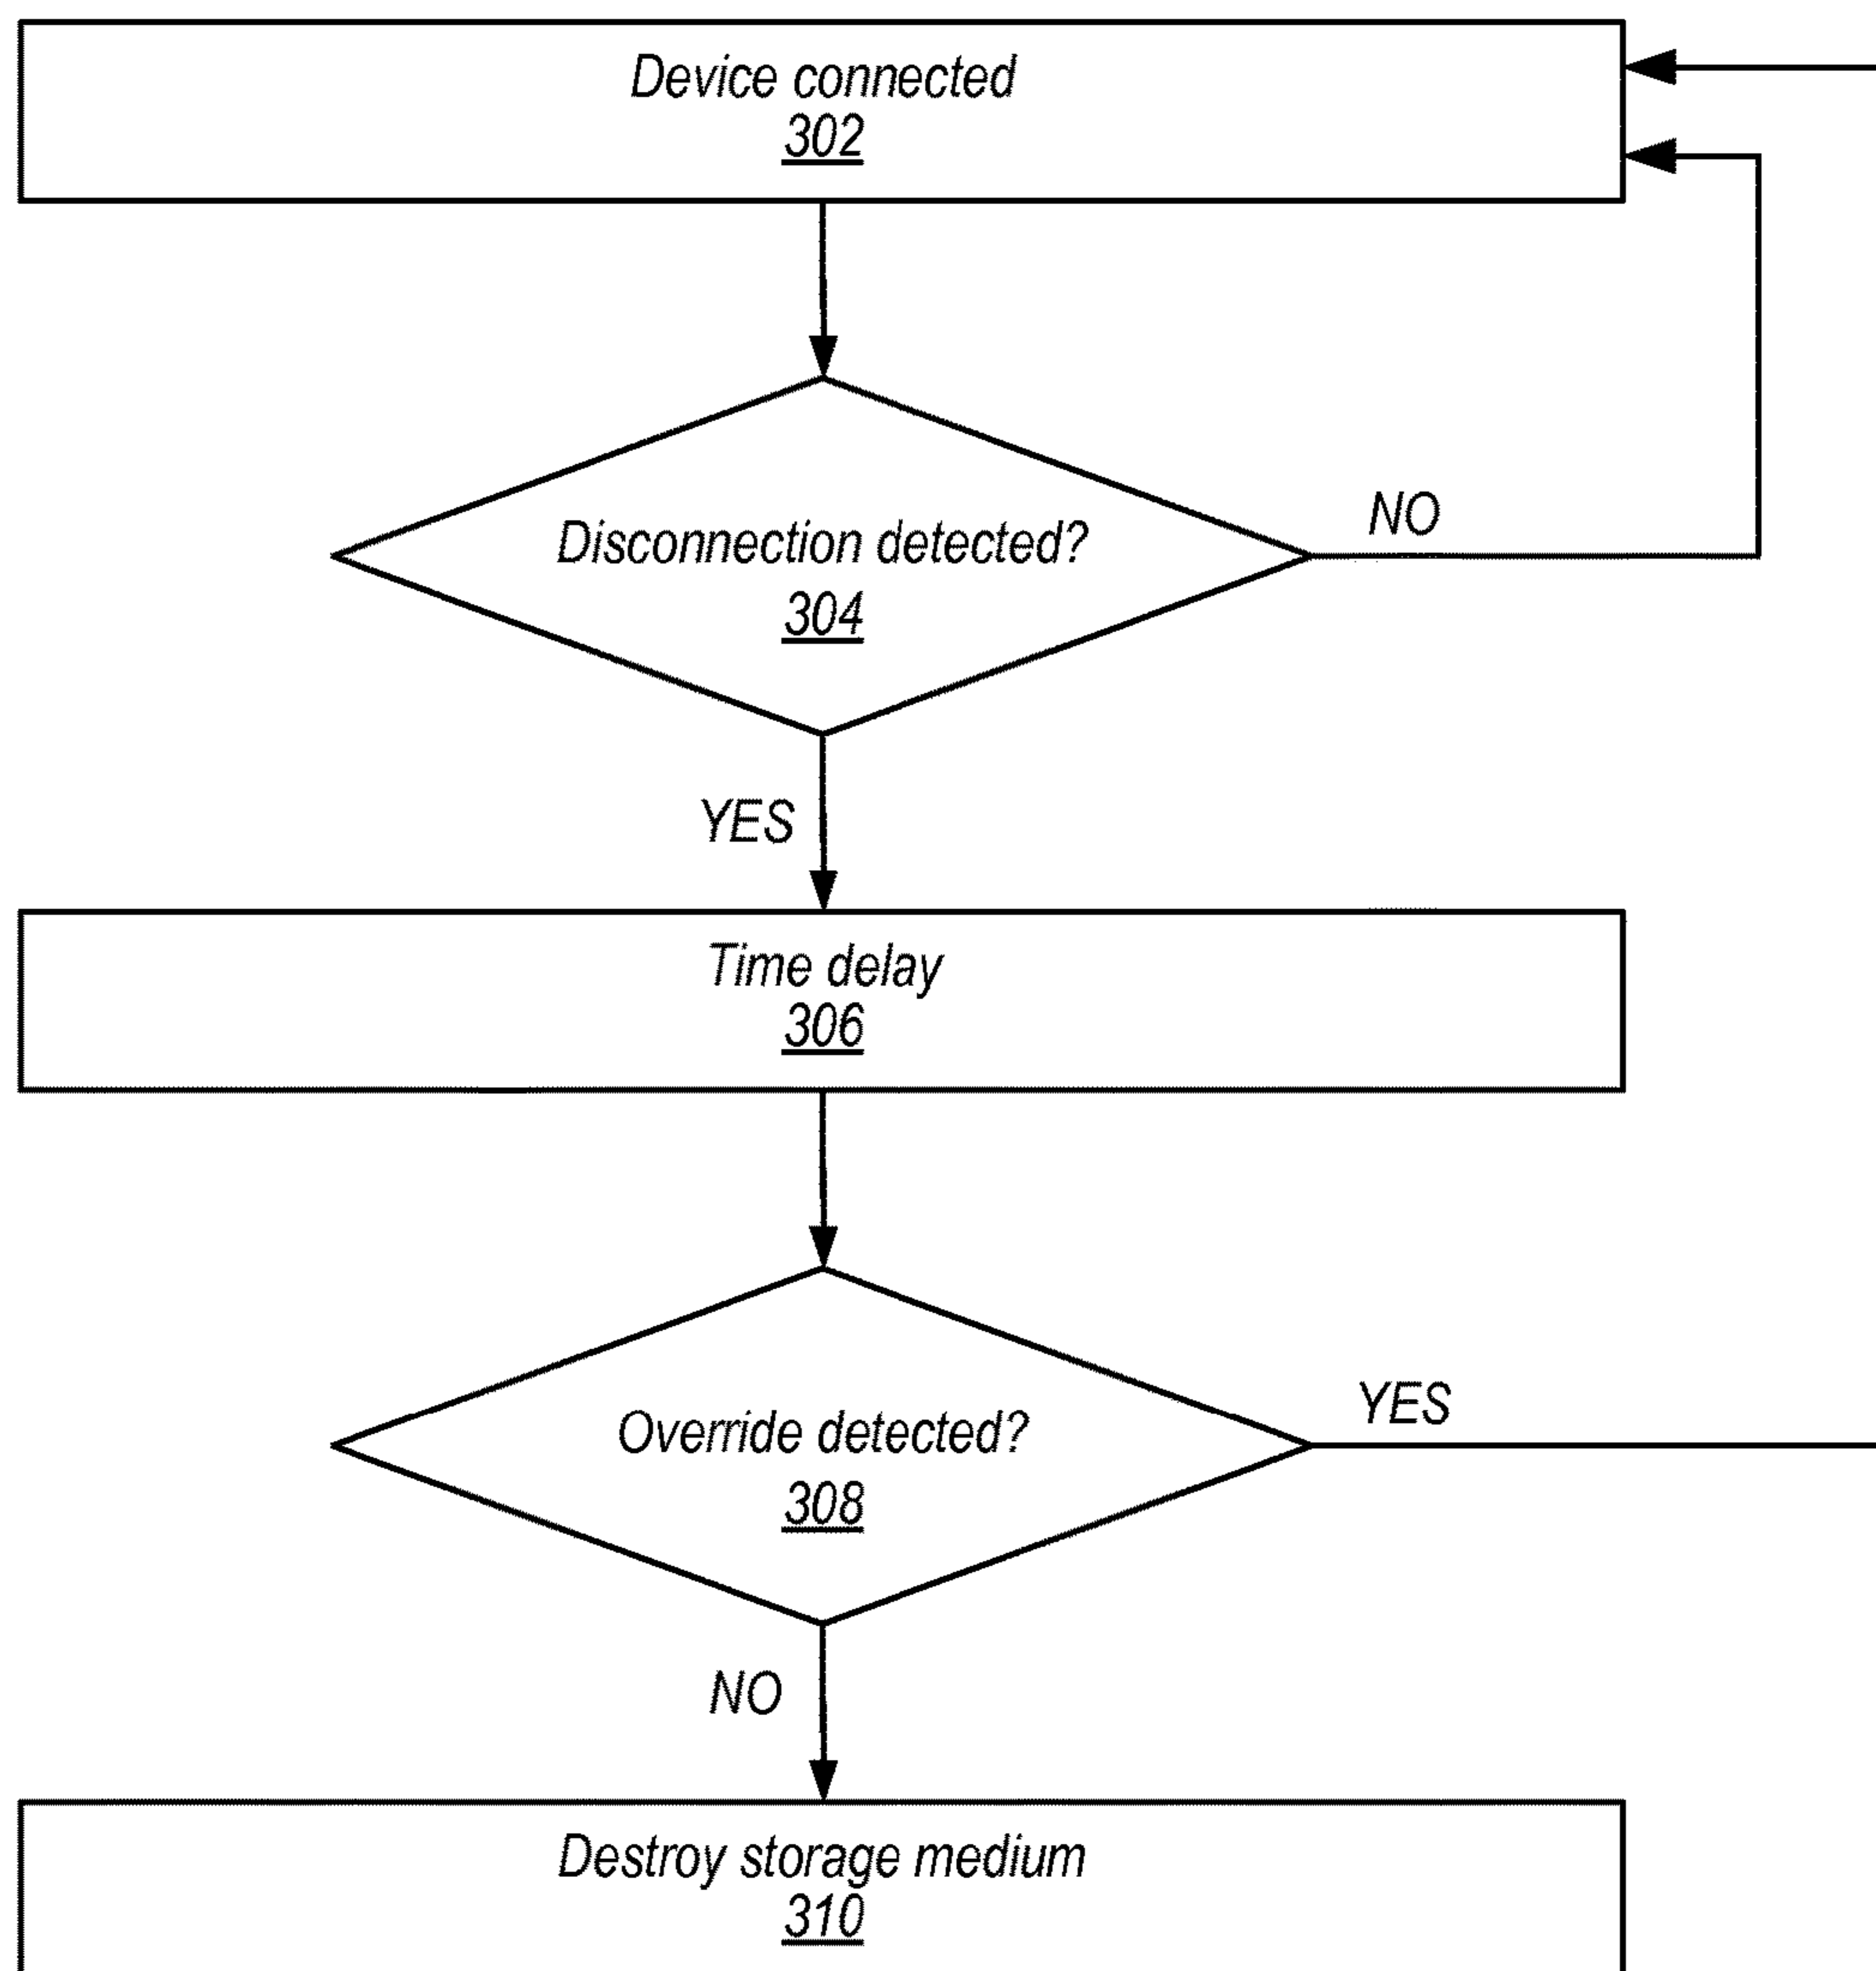 Device connected
302
Disconnection detected?
304
NO
YES
Time delay
306
Override detected?
308
YES
NO
Destroy storage medium
310